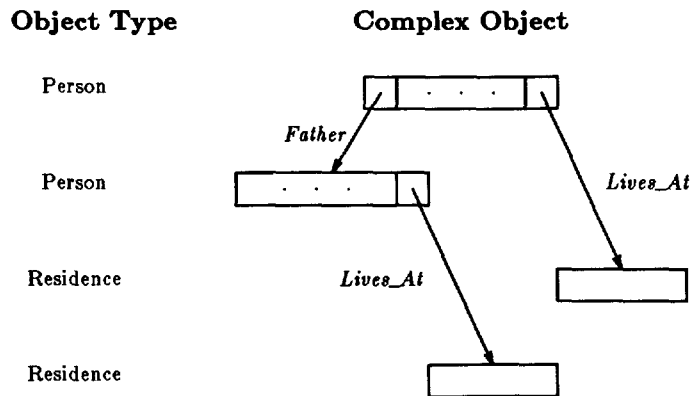 Object Type Complex Object
Person
Father
Person
Lives_At
Residence
Lives_At
Residence